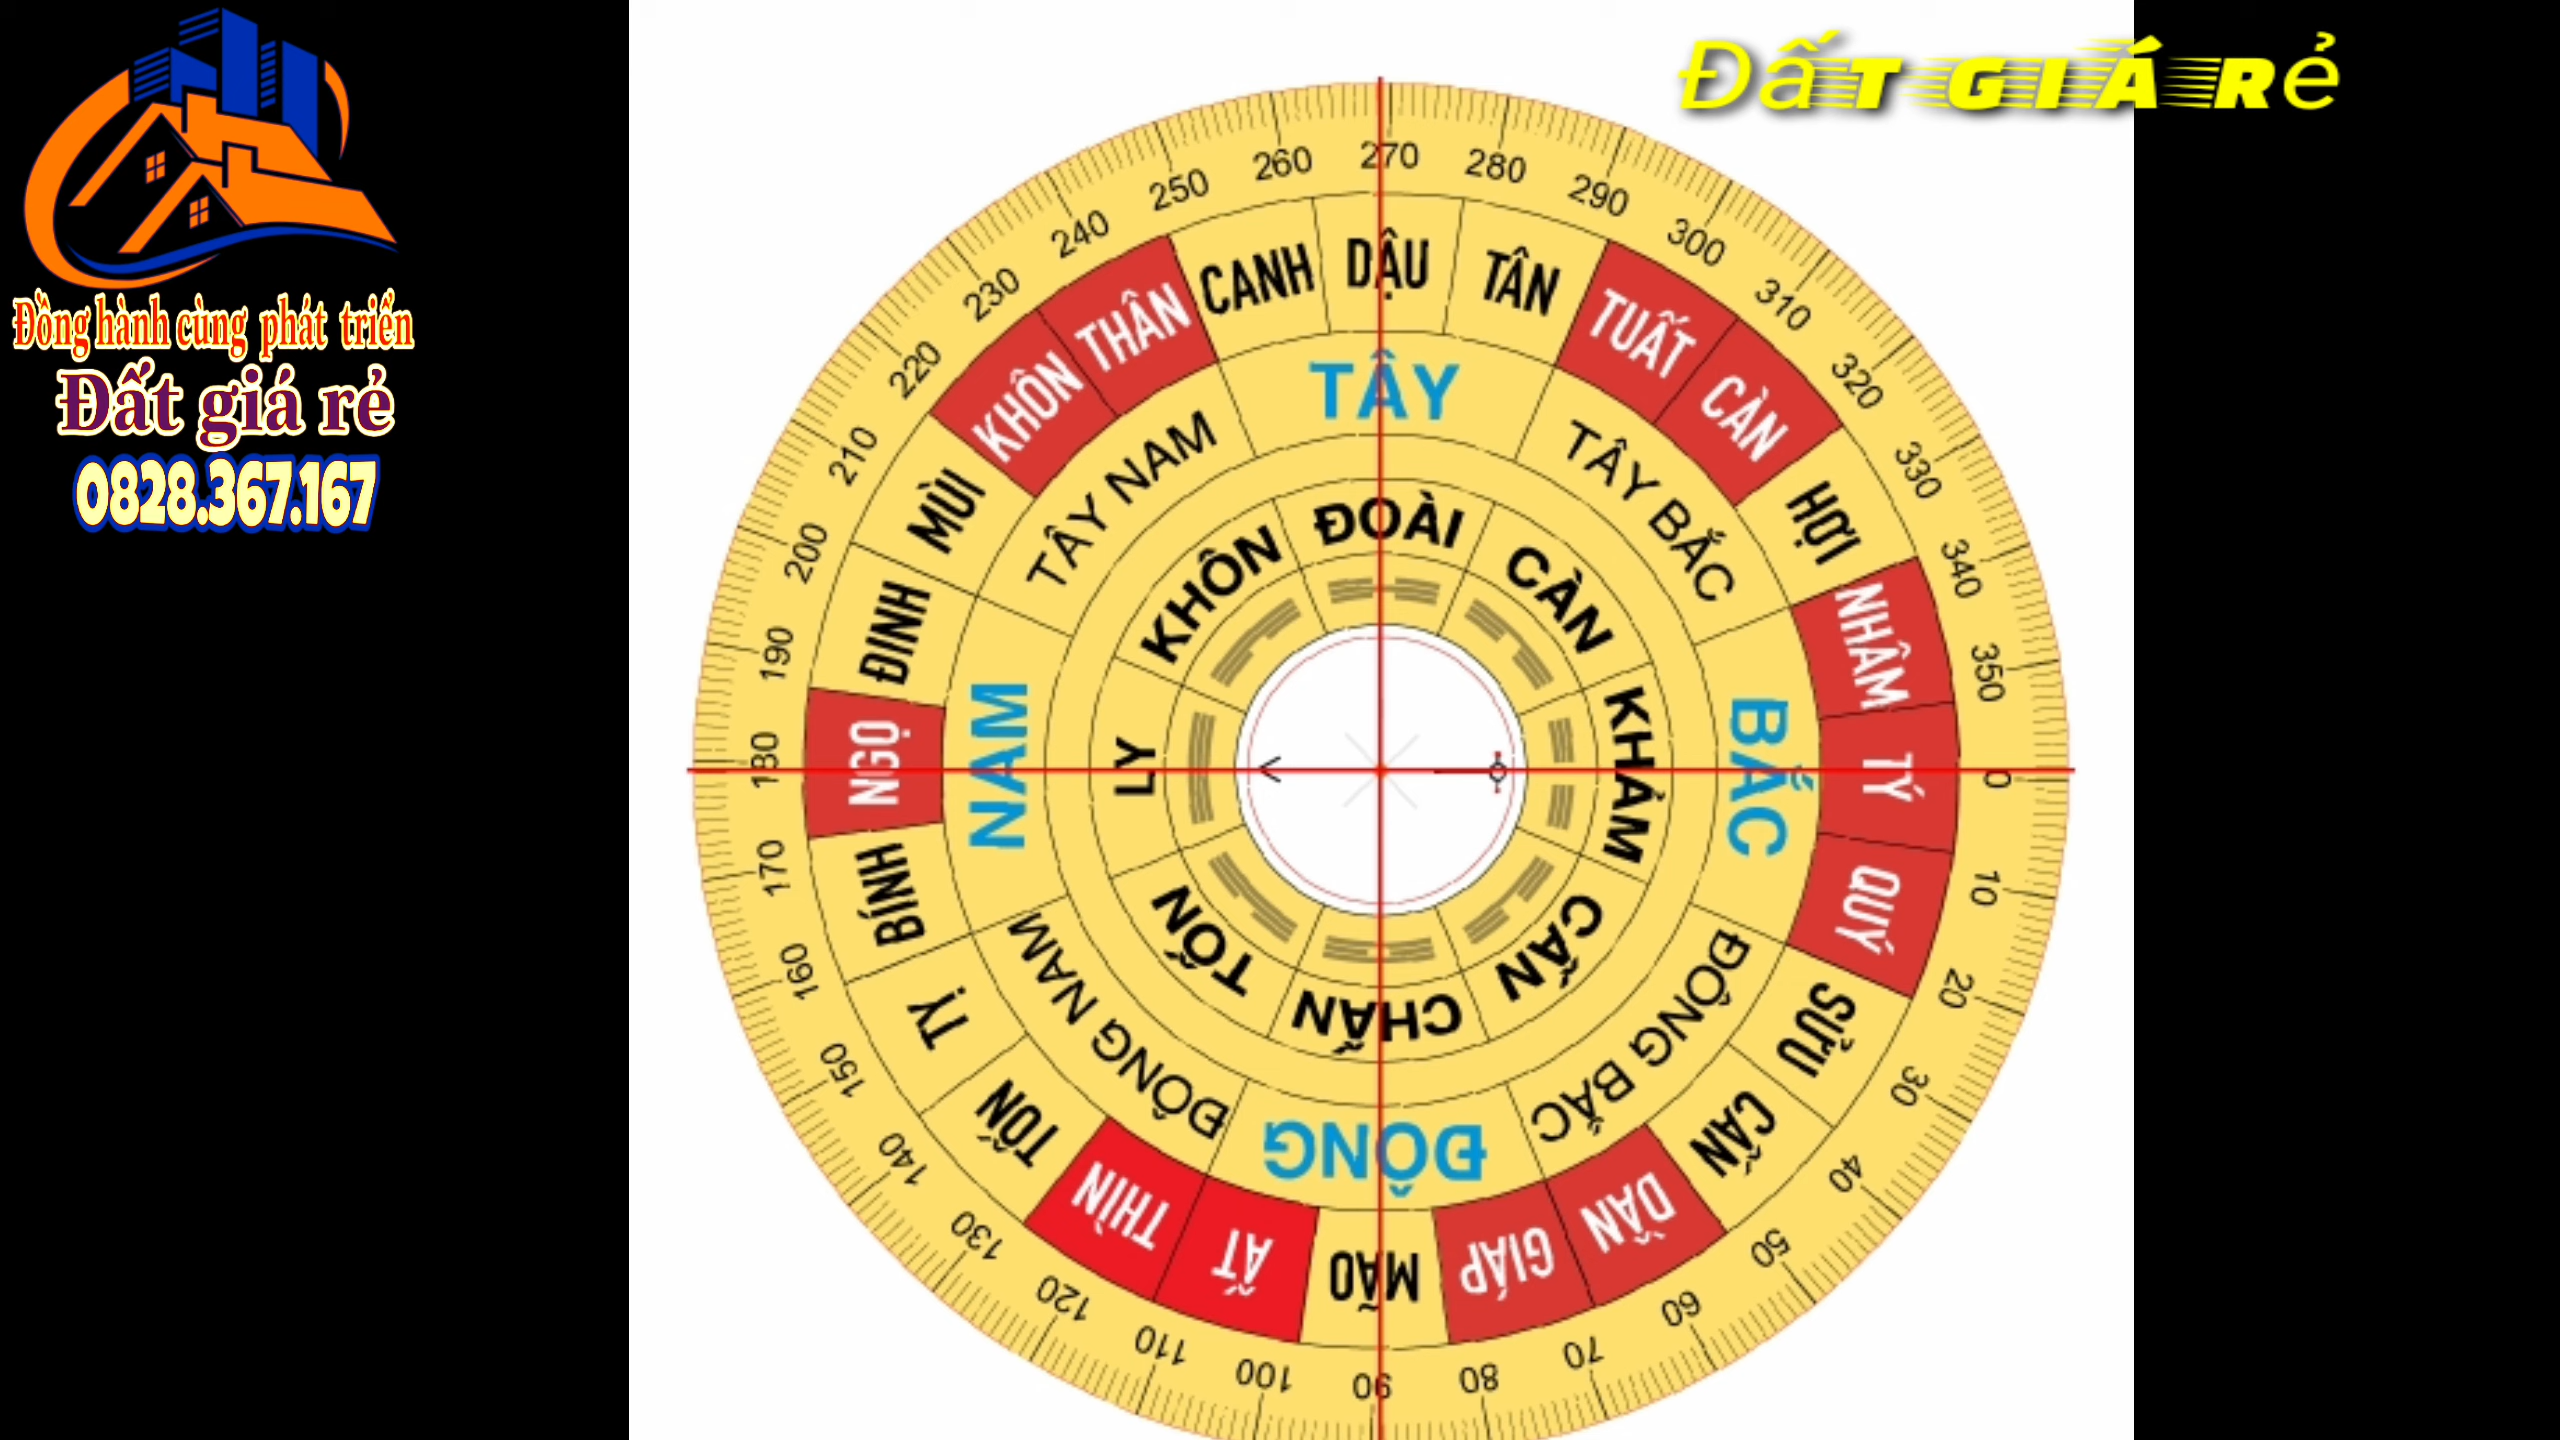 Đồng hành cùng phát triển
Đất giá rẻ
0828.367.167
ĐấT GIÁ Rẻ
270 280 290 300 310 320 330 340 350 0 10 20 30 40 50 60 70 80 90 100 110 120 130 140 150 160 170 180 190 200 210 220 230 240 250 260
DẬU TÂN TUẤT CÀN HỢI NHÂM TÝ QUÝ SỬU CẤN DẦN GIÁP MÃO ẤT THÌN TỐN TỴ BÍNH NGỌ ĐINH MÙI KHÔN THÂN CANH
TÂY TÂY BẮC BẮC ĐÔNG BẮC ĐÔNG ĐÔNG NAM NAM TÂY NAM
ĐOÀI CÀN KHẢM CẤN CHẤN TỐN LY KHÔN